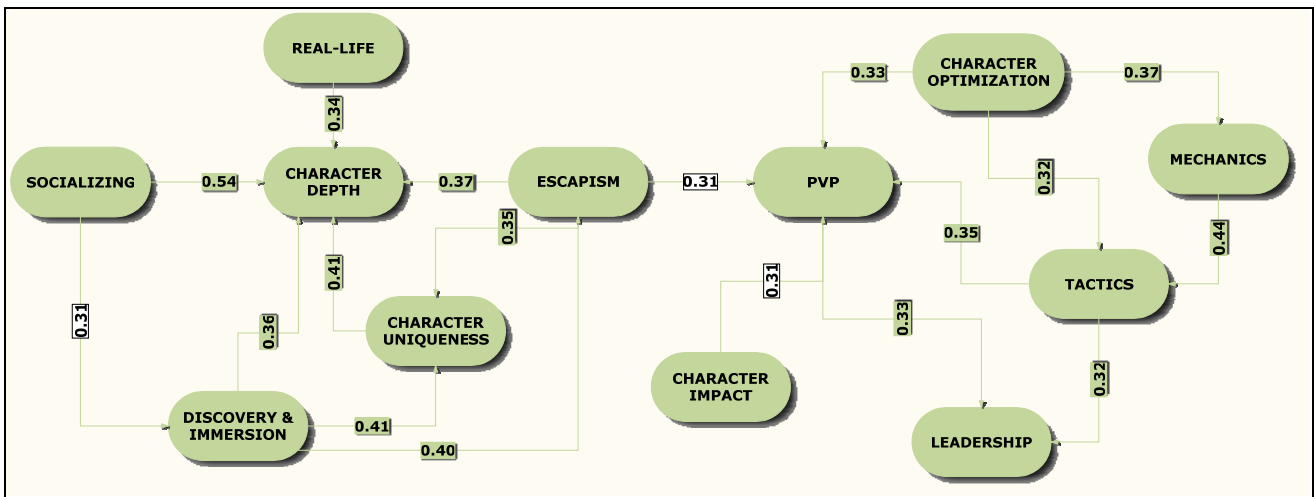 REAL-LIFE
0.34
SOCIALIZING
0.54
CHARACTER
DEPTH
0.37
ESCAPISM
0.31
PVP
0.33
CHARACTER
OPTIMIZATION
0.37
MECHANICS
0.32
0.44
0.35
TACTICS
0.35
0.41
0.36
0.31
CHARACTER
UNIQUENESS
DISCOVERY &
IMMERSION
0.41
0.40
0.31
CHARACTER
IMPACT
0.33
0.32
LEADERSHIP